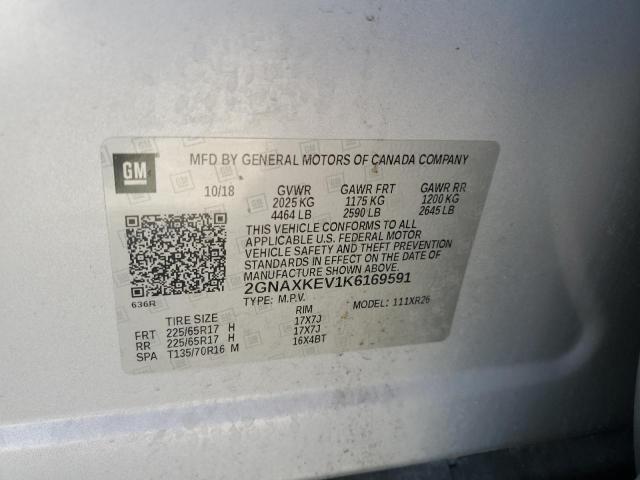 GM
MFD BY GENERAL MOTORS OF CANADA COMPANY
10/18 GVWR GAWR FRT GAWR RR
2025 KG 1175 KG 1200 KG
4464 LB 2590 LB 2645 LB
THIS VEHICLE CONFORMS TO ALL
APPLICABLE U.S. FEDERAL MOTOR
VEHICLE SAFETY AND THEFT PREVENTION
STANDARDS IN EFFECT ON THE DATE OF
MANUFACTURE SHOWN ABOVE.
636R
2GNAXKEV1K6169591
TYPE: M.P.V. MODEL: 111XR26
TIRE SIZE RIM
FRT 225/65R17 H 17X7J
RR 225/65R17 H 17X7J
SPA T135/70R16 M 16X4BT